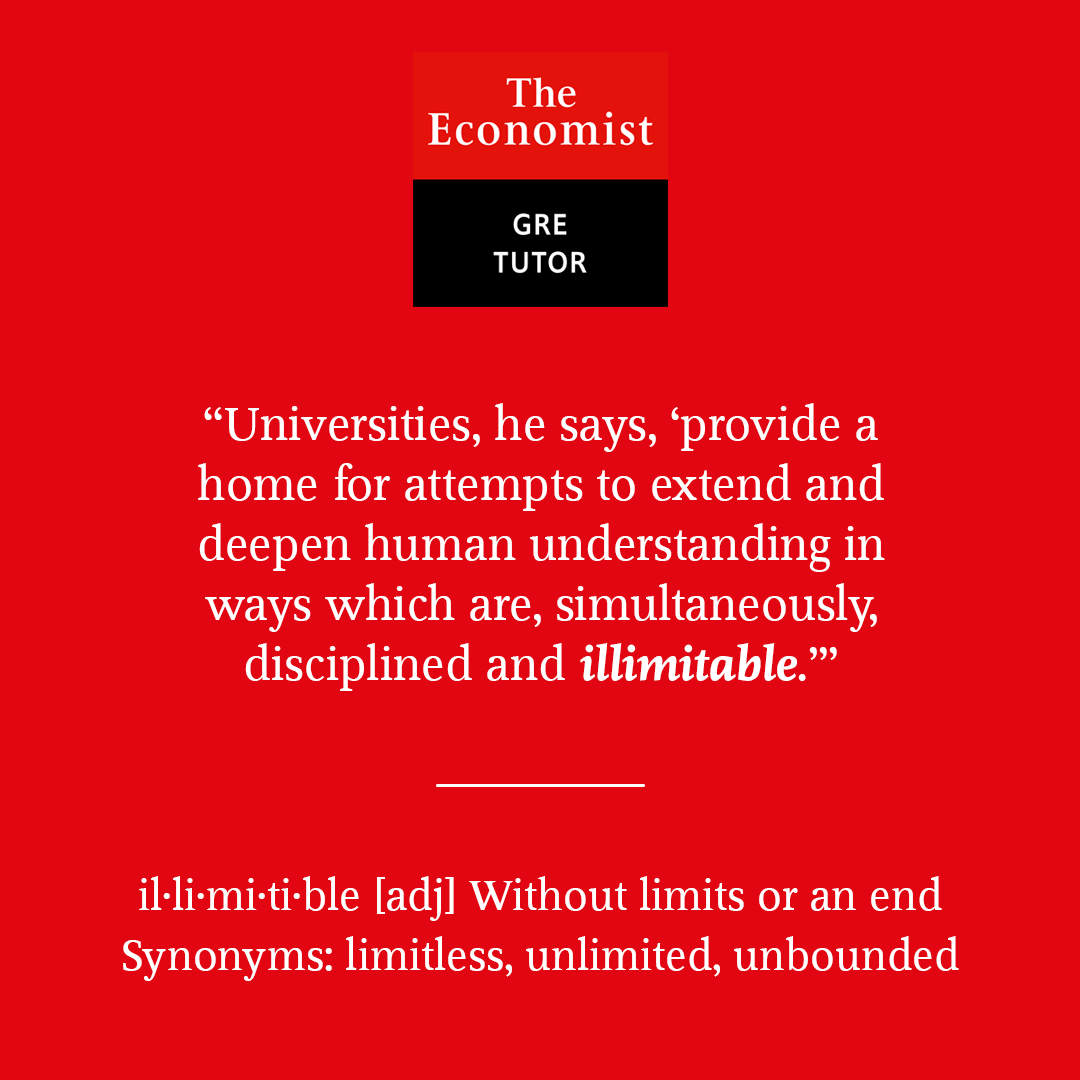 The
Economist
GRE
TUTOR
“Universities, he says, ‘provide a
home for attempts to extend and
deepen human understanding in
ways which are, simultaneously,
disciplined and illimitable.’”
il·li·mi·ti·ble [adj] Without limits or an end
Synonyms: limitless, unlimited, unbounded